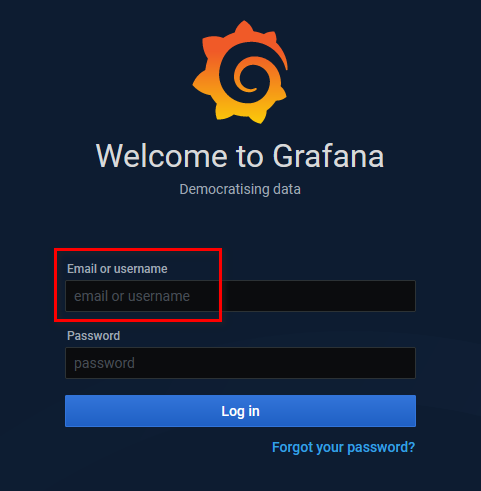 Welcome to Grafana
Democratising data
Email or username
email or username
Password
password
Log in
Forgot your password?